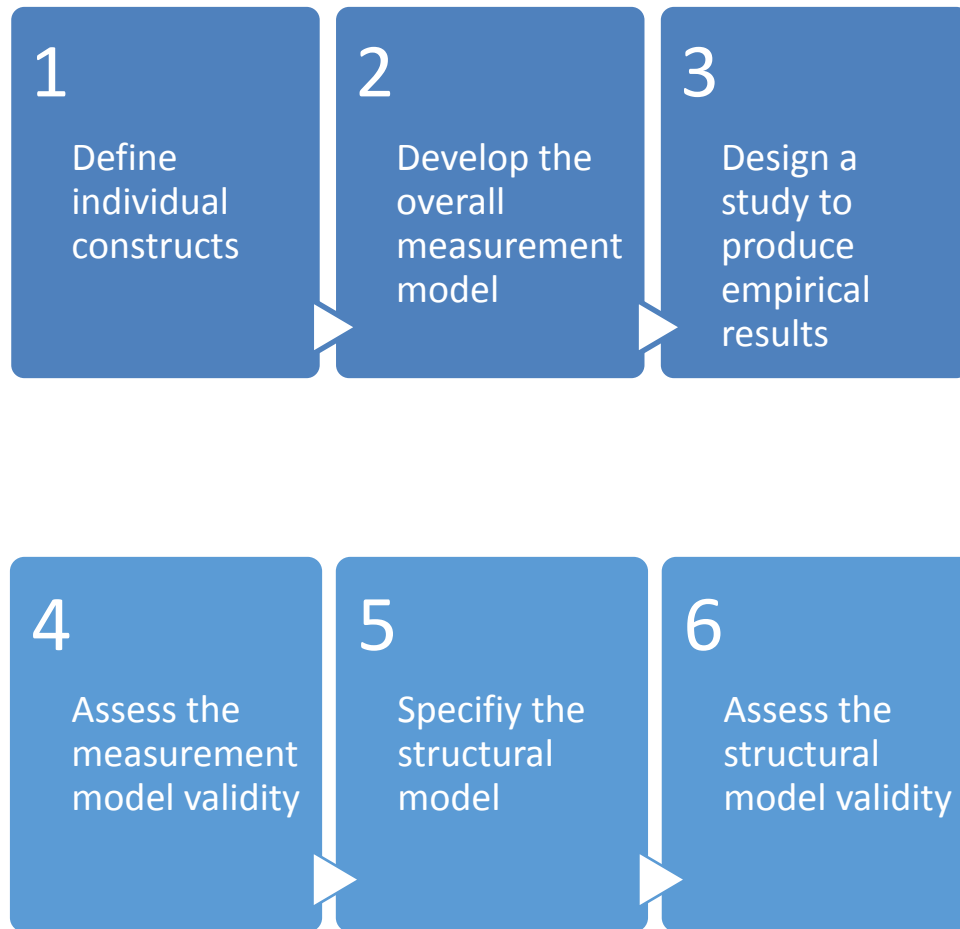 1
Define
individual
constructs
2
Develop the
overall
measurement
model
3
Design a
study to
produce
empirical
results
4
Assess the
measurement
model validity
5
Specifiy the
structural
model
6
Assess the
structural
model validity